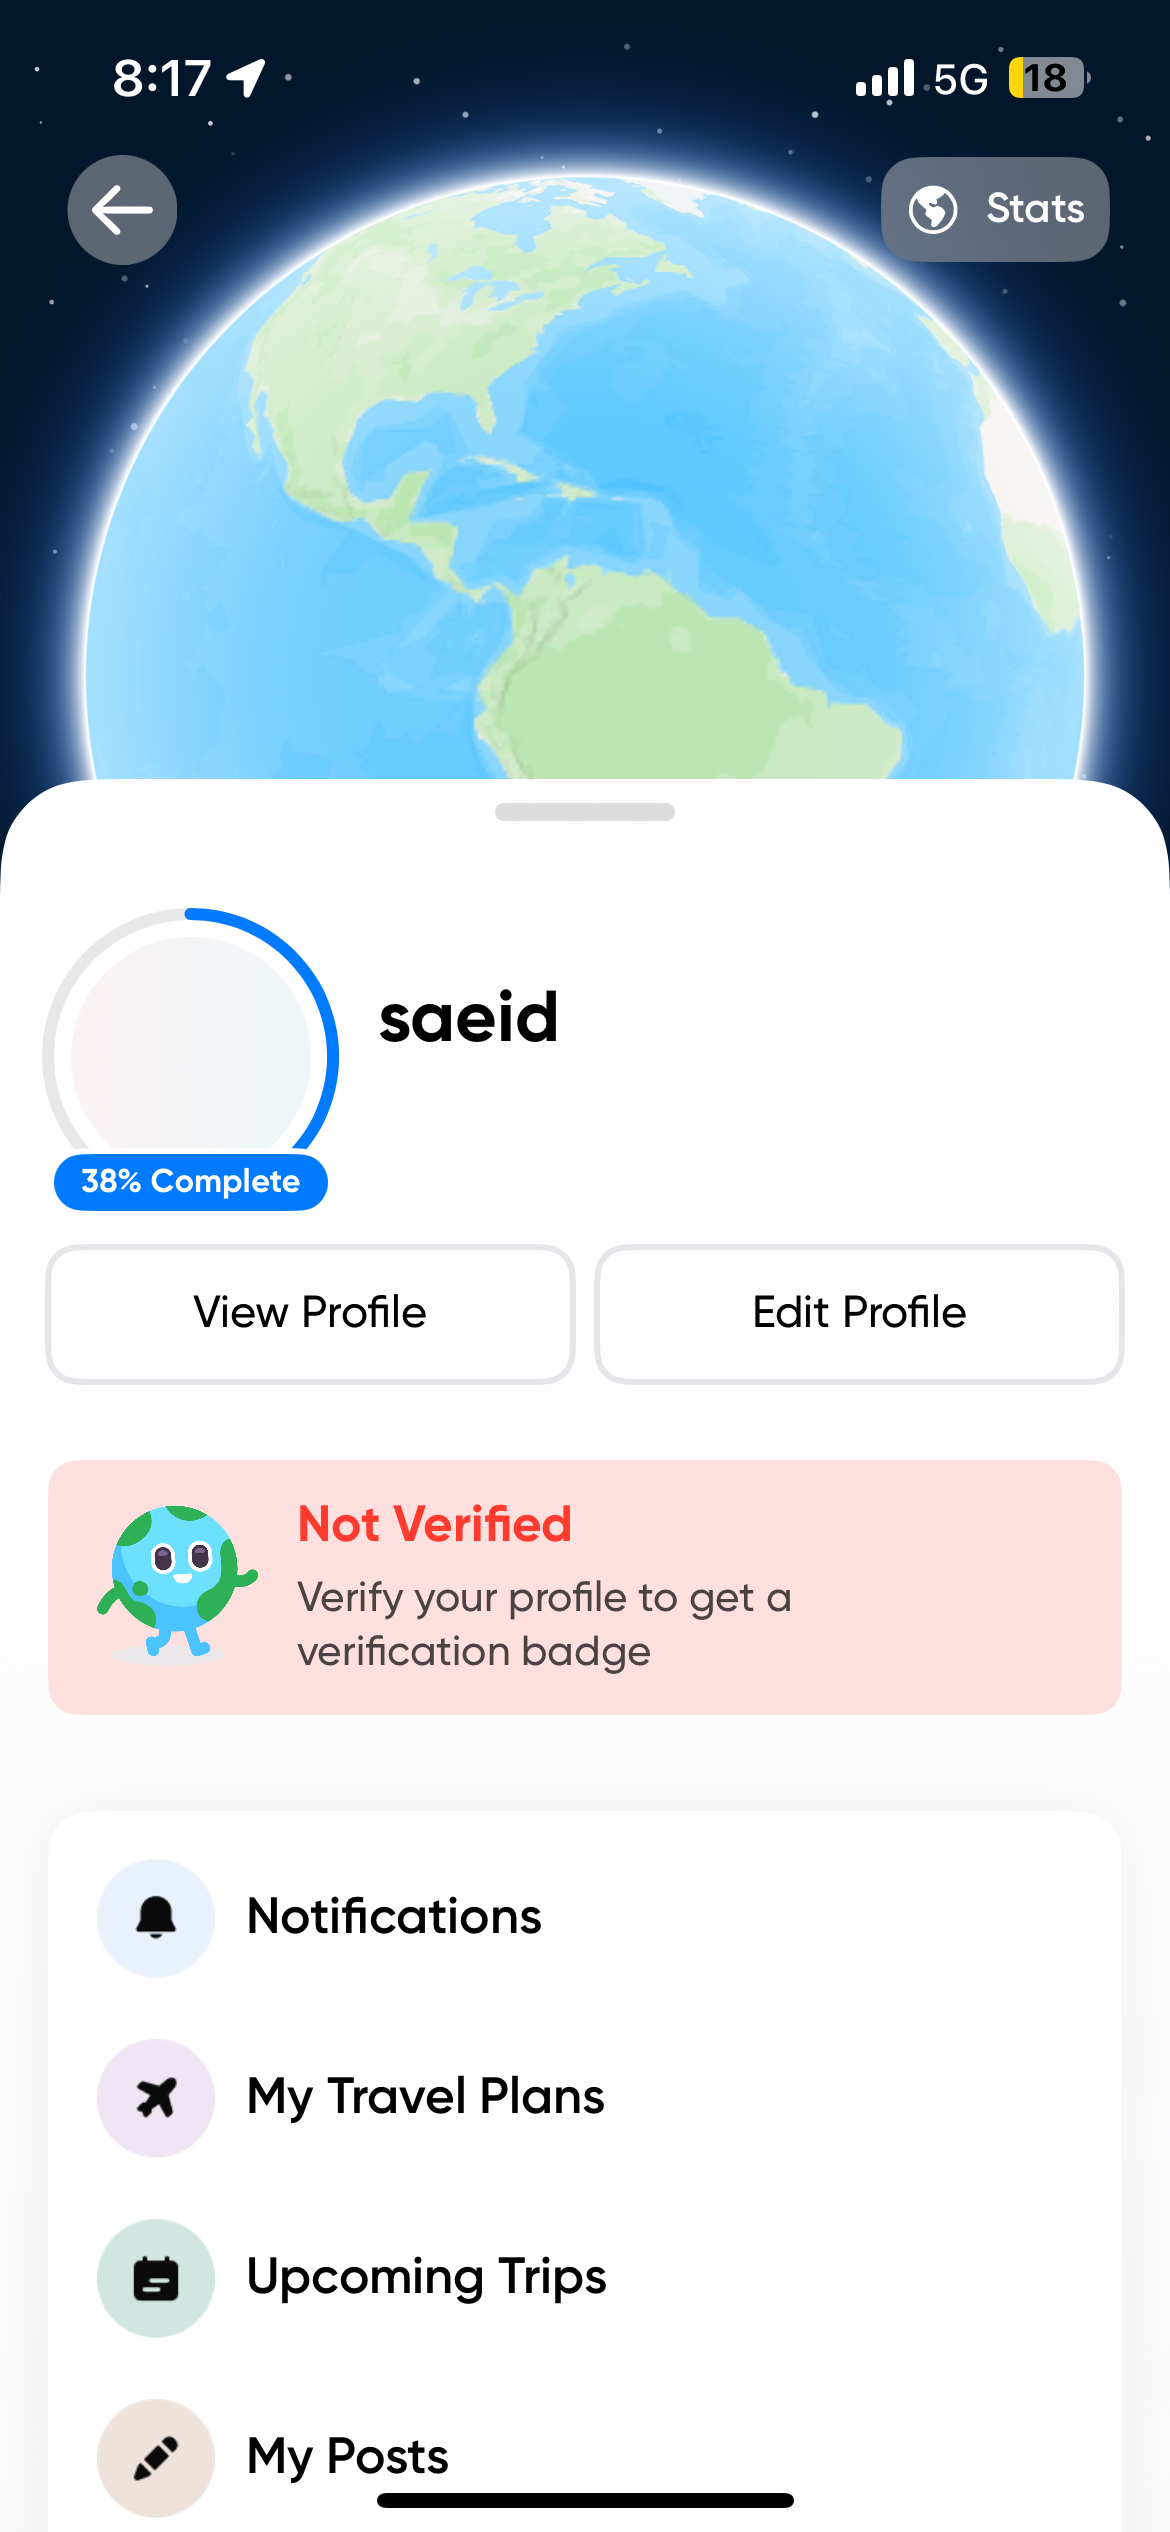 8:17
5G
18
Stats
saeid
38% Complete
View Profile
Edit Profile
Not Verified
Verify your profile to get a
verification badge
Notifications
My Travel Plans
Upcoming Trips
My Posts